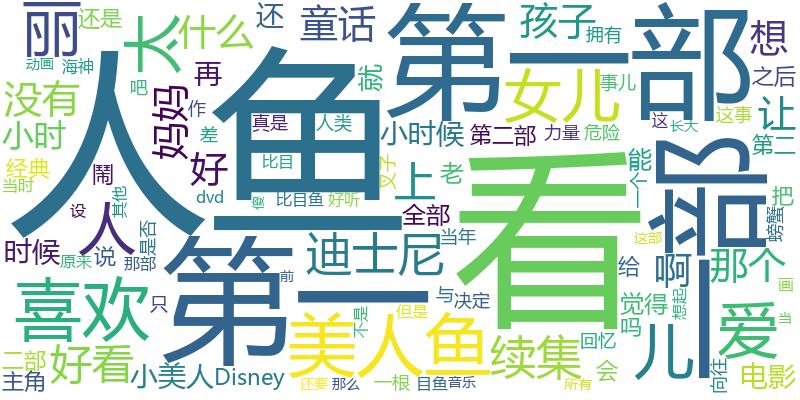 丽
还是
太
什么
还
童话
第一部
孩子
拥有
想
动画
海神
吧
再
就
女儿
事儿
之后
没有
人鱼
妈妈
作
差
真是
人类
小时候
第二部
力量
危险
这
长大
这事
让
小时
好
第二
经典
闹
比目
叉子
上
老
看
能
一个
部
当时
dvd
傻
比目鱼
好听
把
设
其他
人
全部
螃蟹
时候
说
是否
第一
迪士尼
当年
给
啊
那个
这部
原来
那部
前
与
决定
觉得
想起
画
喜欢
只
不是
但是
美人鱼
续集
吗
儿
向往
爱
当
二部
好看
回忆
会
电影
主角
小美人
Disney
还要
那么
一根
目鱼
音乐
所有